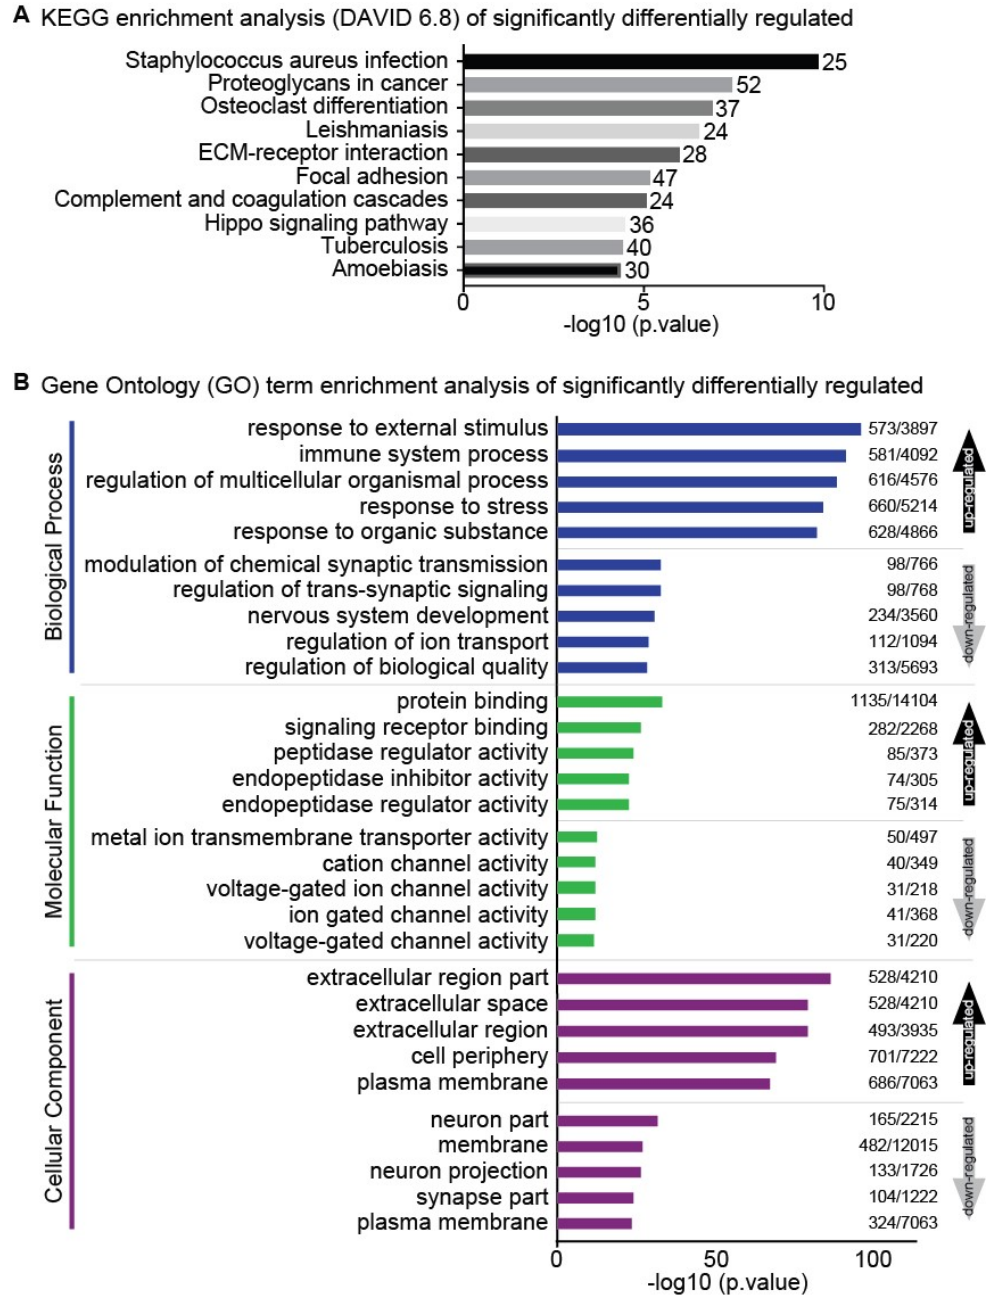 A KEGG enrichment analysis (DAVID 6.8) of significantly differentially regulated
Staphylococcus aureus infection 25
Proteoglycans in cancer 52
Osteoclast differentiation 37
Leishmaniasis 24
ECM-receptor interaction 28
Focal adhesion 47
Complement and coagulation cascades 24
Hippo signaling pathway 36
Tuberculosis 40
Amoebiasis 30
0 5 10
-log10 (p.value)
B Gene Ontology (GO) term enrichment analysis of significantly differentially regulated
Biological Process
response to external stimulus 573/3897
immune system process 581/4092
regulation of multicellular organismal process 616/4576
response to stress 660/5214
response to organic substance 628/4866
up-regulated
modulation of chemical synaptic transmission 98/766
regulation of trans-synaptic signaling 98/768
nervous system development 234/3560
regulation of ion transport 112/1094
regulation of biological quality 313/5693
down-regulated
Molecular Function
protein binding 1135/14104
signaling receptor binding 282/2268
peptidase regulator activity 85/373
endopeptidase inhibitor activity 74/305
endopeptidase regulator activity 75/314
up-regulated
metal ion transmembrane transporter activity 50/497
cation channel activity 40/349
voltage-gated ion channel activity 31/218
ion gated channel activity 41/368
voltage-gated channel activity 31/220
down-regulated
Cellular Component
extracellular region part 528/4210
extracellular space 528/4210
extracellular region 493/3935
cell periphery 701/7222
plasma membrane 686/7063
up-regulated
neuron part 165/2215
membrane 482/12015
neuron projection 133/1726
synapse part 104/1222
plasma membrane 324/7063
down-regulated
0 50 100
-log10 (p.value)